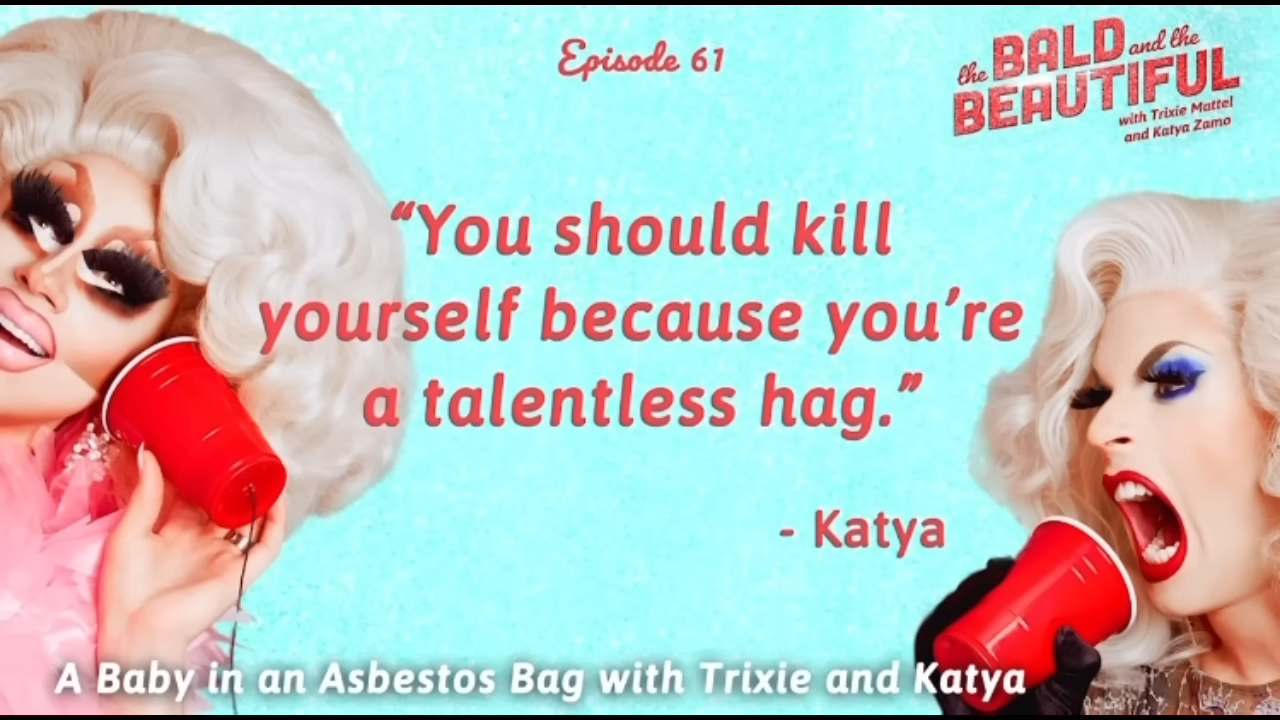 Episode 61
the BALD and the
BEAUTIFUL
with Trixie Mattel
and Katya Zamo
“You should kill
yourself because you’re
a talentless hag.”
- Katya
A Baby in an Asbestos Bag with Trixie and Katya